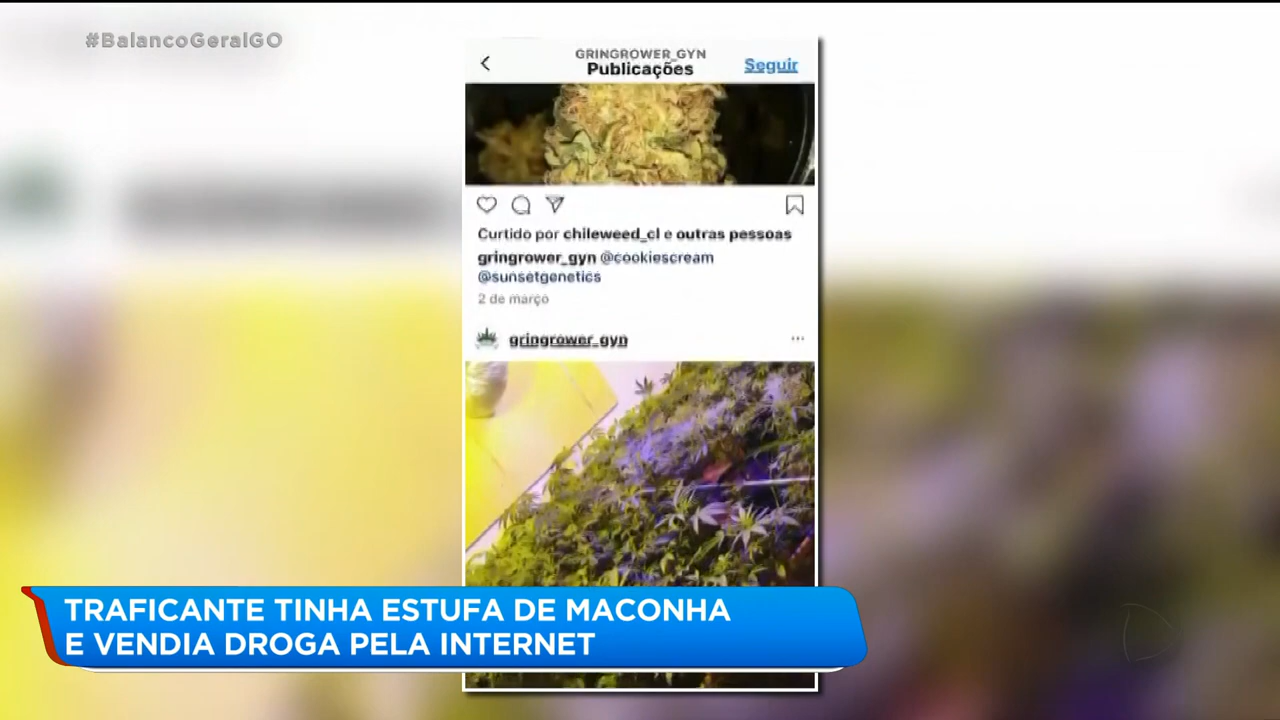 #BalancoGeralGO
GRINGROWER_GYN
Publicações
Seguir
Curtido por chileweed_cl e outras pessoas
gringrower_gyn @cookiescream
@sunsetgenetics
2 de março
gringrower_gyn
TRAFICANTE TINHA ESTUFA DE MACONHA
E VENDIA DROGA PELA INTERNET